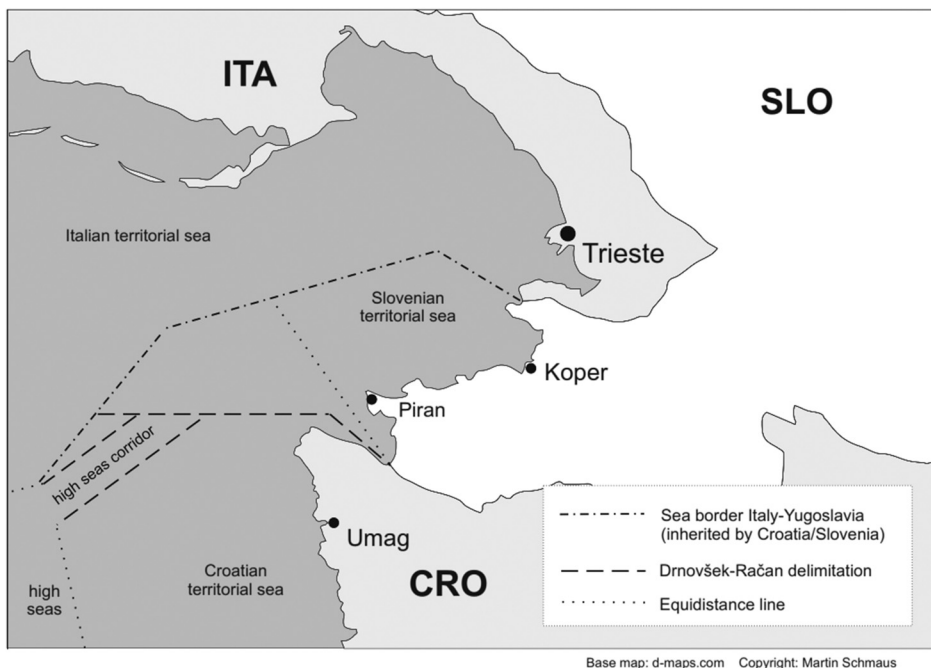 ITA
SLO
Italian territorial sea
Trieste
Slovenian
territorial sea
Koper
Piran
high seas corridor
Umag
Croatian
territorial sea
CRO
high
seas
Sea border Italy-Yugoslavia
(inherited by Croatia/Slovenia)
Drnovšek-Račan delimitation
Equidistance line
Base map: d-maps.com Copyright: Martin Schmaus